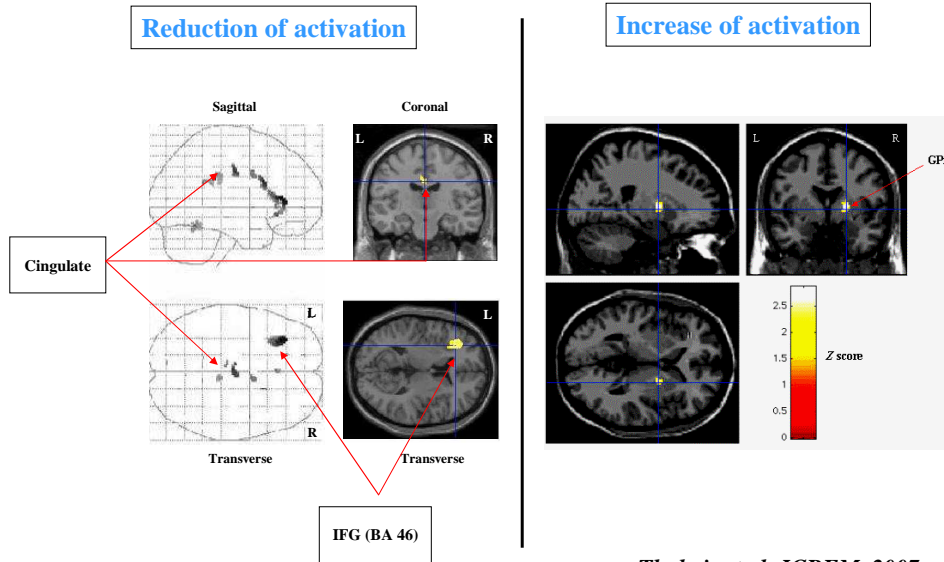 Reduction of activation
Sagittal
Coronal
L
R
Cingulate
L
R
L
Transverse
Transverse
IFG (BA 46)
Increase of activation
L
R
2.5
2
1.5
1
0.5
0
Z score
2007